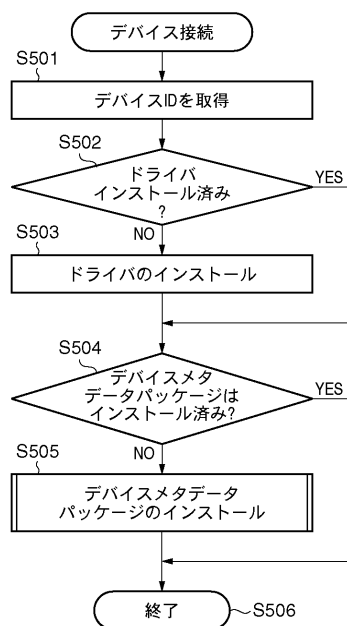 デバイス接続
S501
デバイスIDを取得
S502
ドライバ
インストール済み
?
YES
NO
S503
ドライバのインストール
S504
デバイスメタ
データパッケージは
インストール済み?
YES
NO
S505
デバイスメタデータ
パッケージのインストール
終了
S506